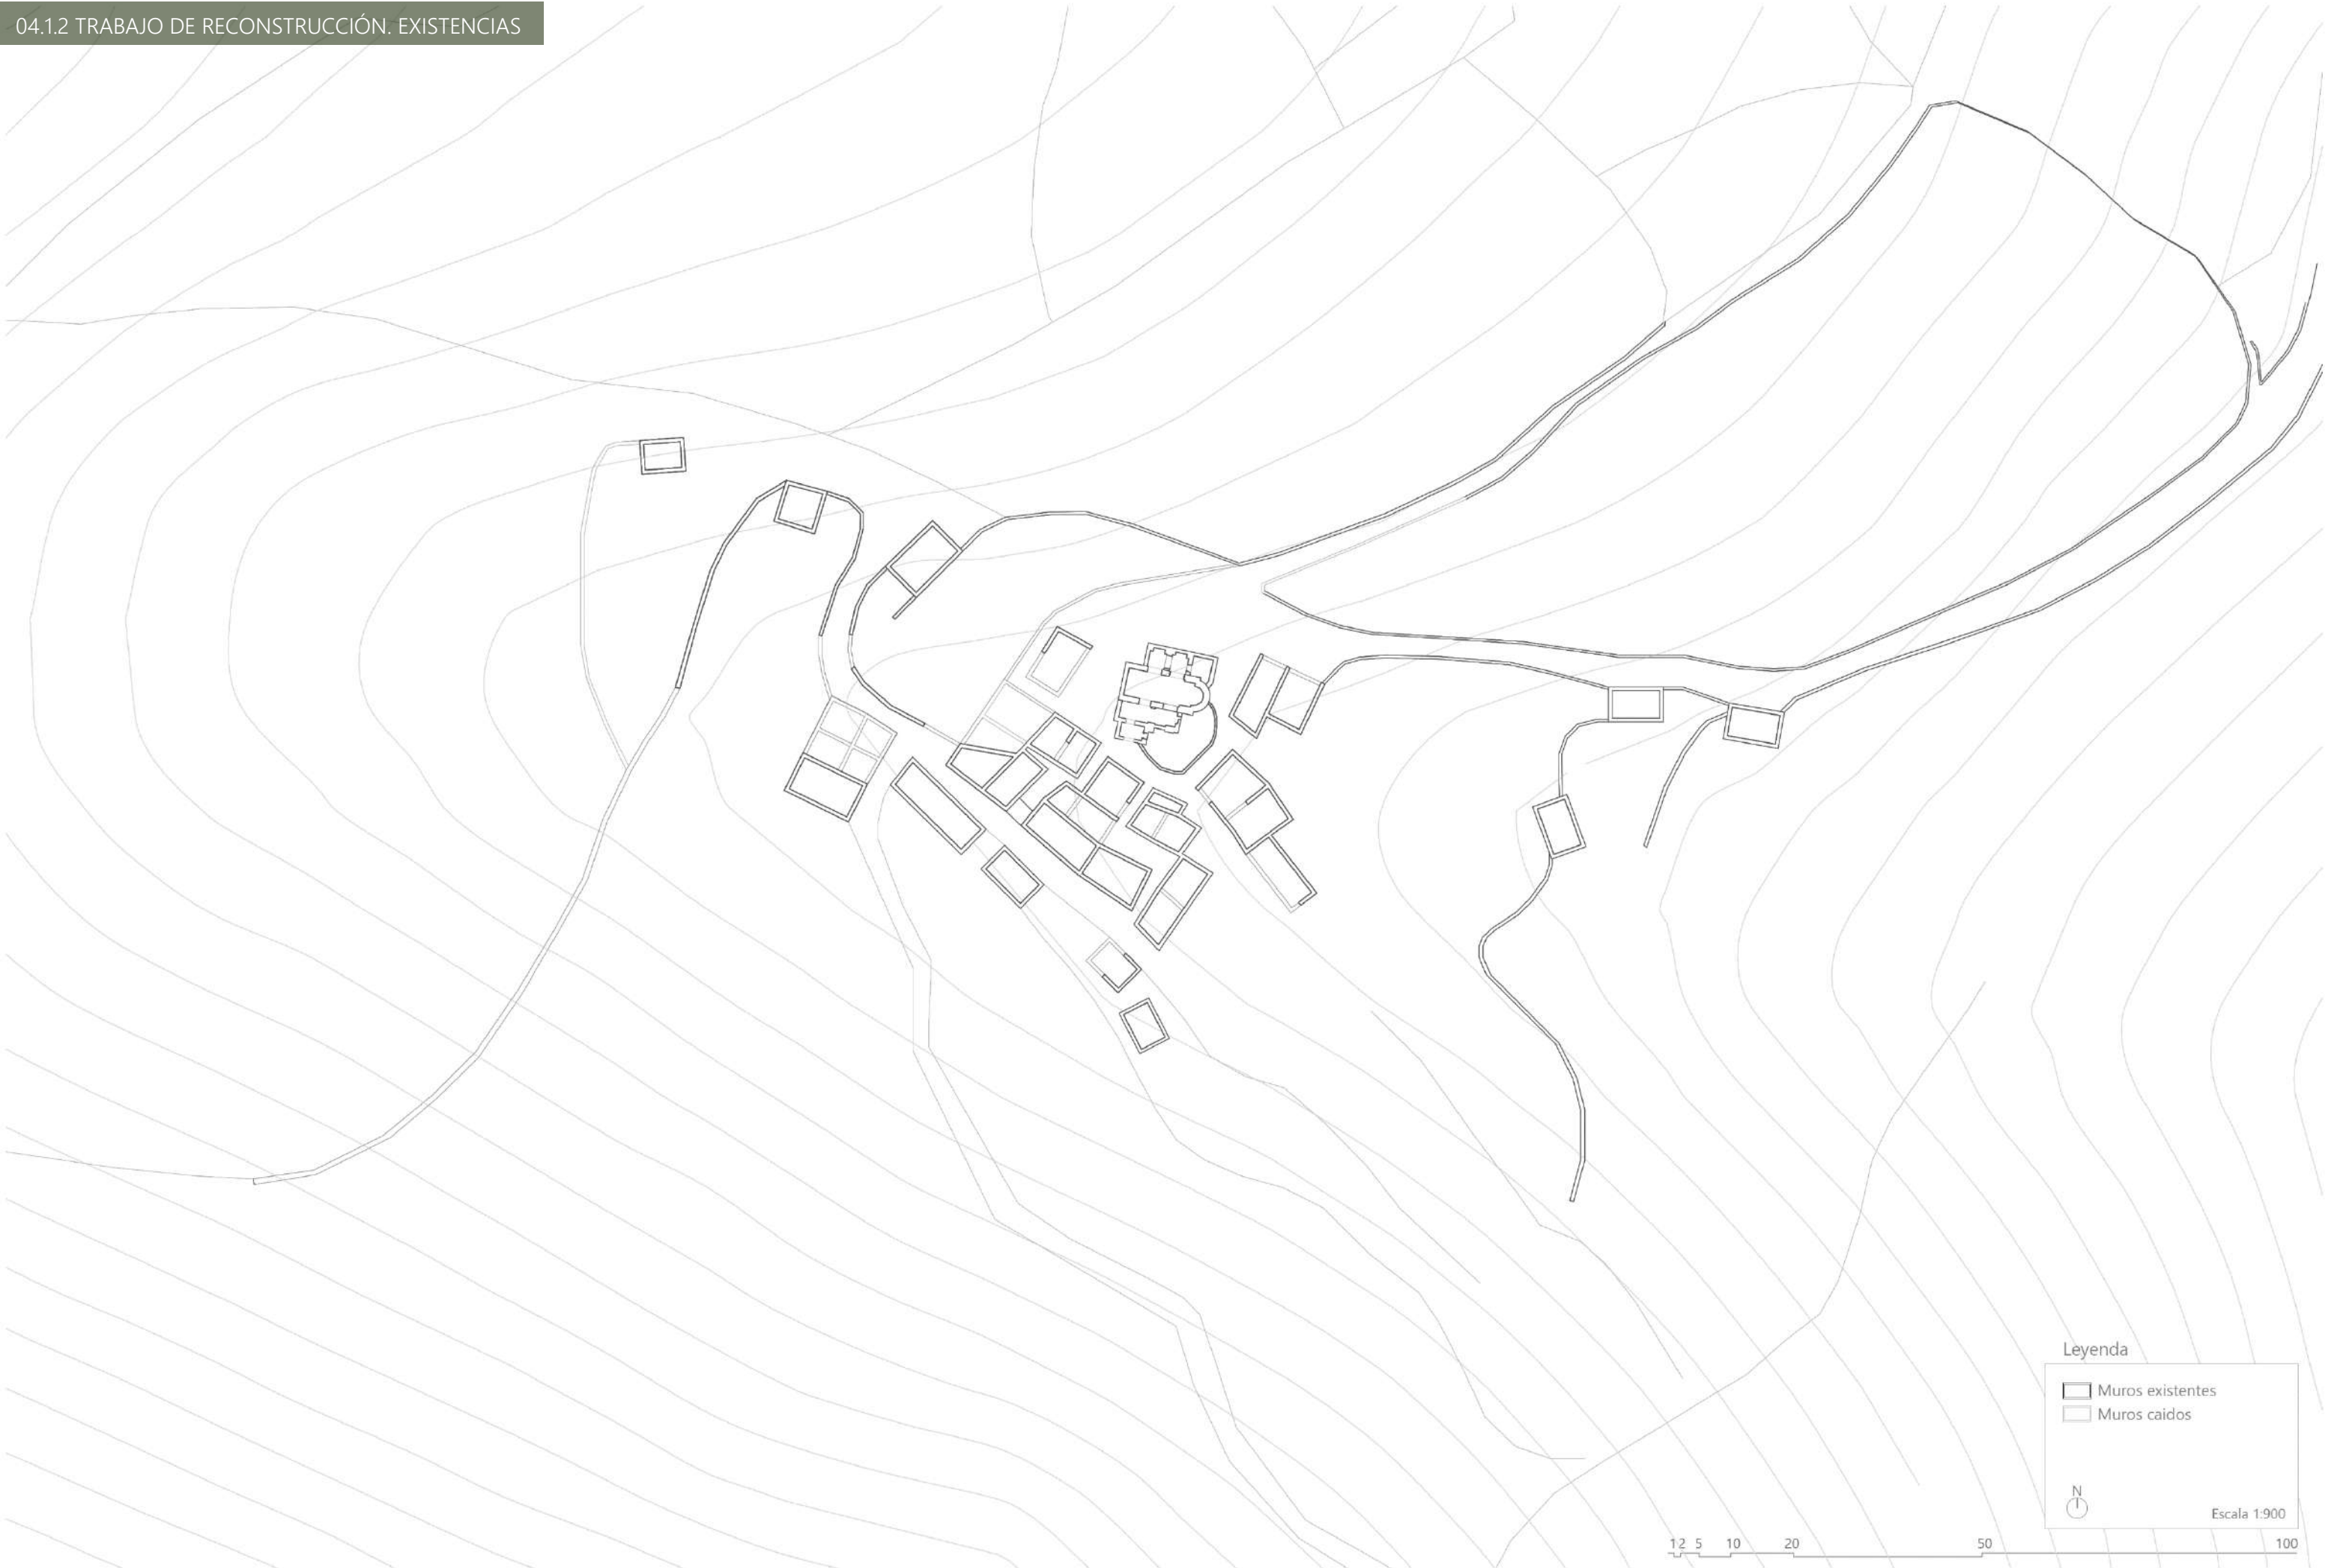 04.1.2 TRABAJO DE RECONSTRUCCIÓN. EXISTENCIAS
Leyenda
Muros existentes
Muros caidos
N
Escala 1:900
1 2 5 10 20 50 100